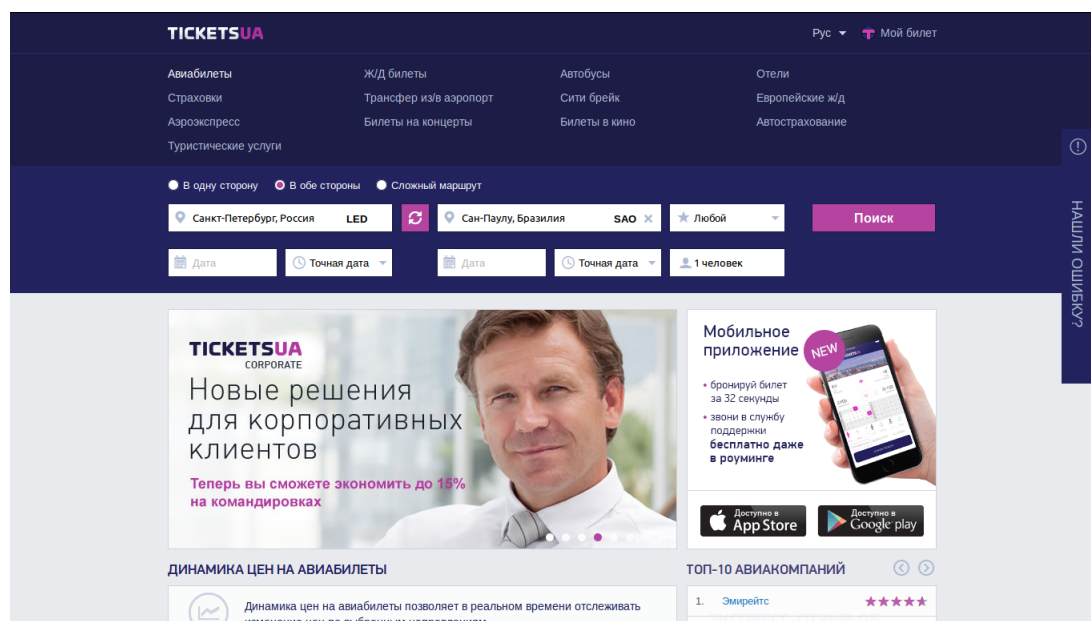 TICKETSUA
Рус
Мой билет
Авиабилеты
Ж/Д билеты
Автобусы
Отели
Страховки
Трансфер из/в аэропорт
Сити брейк
Европейские ж/д
Аэроэкспресс
Билеты на концерты
Билеты в кино
Автострахование
Туристические услуги
В одну сторону
В обе стороны
Сложный маршрут
Санкт-Петербург, Россия LED
Сан-Паулу, Бразилия SAO
Любой
Поиск
Дата
Точная дата
Дата
Точная дата
1 человек
НАШЛИ ОШИБКУ?
TICKETSUA
CORPORATE
Новые решения
для корпоративных
клиентов
Теперь вы сможете экономить до 15%
на командировках
Мобильное
приложение
NEW
• бронируй билет
за 32 секунды
• звони в службу
поддержки
бесплатно даже
в роуминге
Доступно в
App Store
Доступно в
Google play
ДИНАМИКА ЦЕН НА АВИАБИЛЕТЫ
Динамика цен на авиабилеты позволяет в реальном времени отслеживать
ТОП-10 АВИАКОМПАНИЙ
1. Эмирейтс